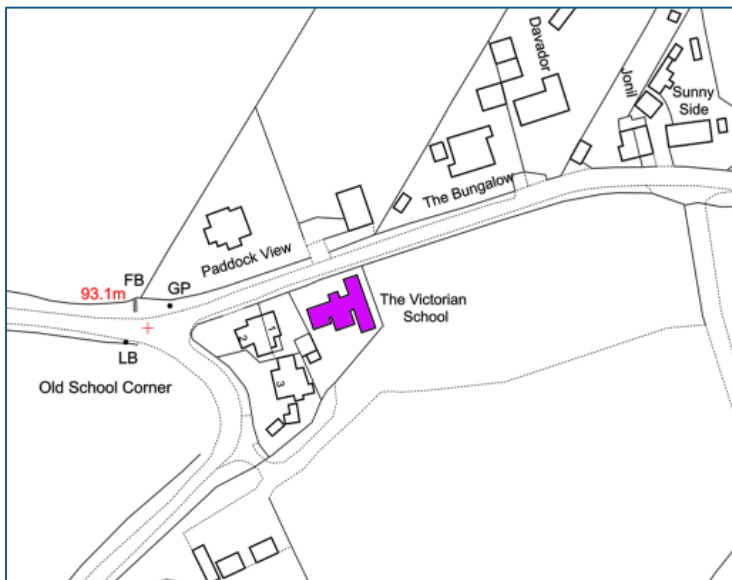 Davador
Jonil
Sunny
Side
The Bungalow
Paddock View
FB
93.1m
GP
The Victorian
School
1
2
LB
3
Old School Corner